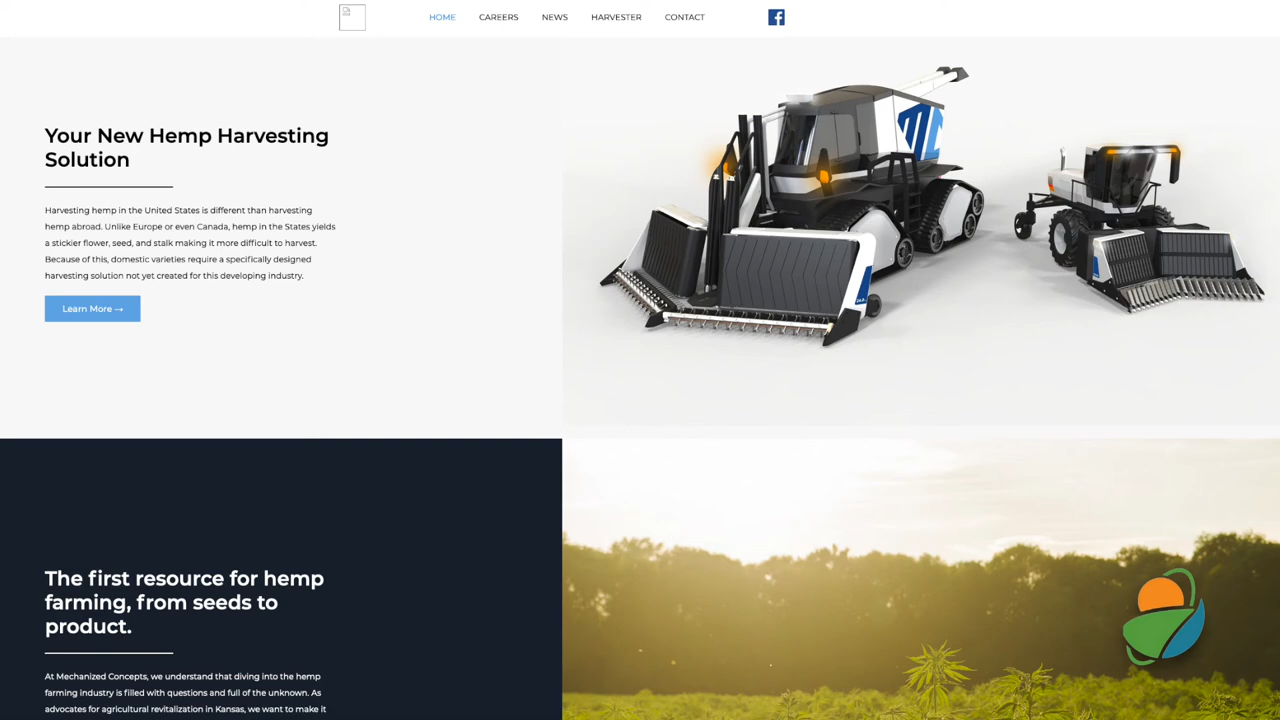 HOME CAREERS NEWS HARVESTER CONTACT
Your New Hemp Harvesting
Solution
Harvesting hemp in the United States is different than harvesting
hemp abroad. Unlike Europe or even Canada, hemp in the States yields
a stickier flower, seed, and stalk making it more difficult to harvest.
Because of this, domestic varieties require a specifically designed
harvesting solution not yet created for this developing industry.
Learn More →
The first resource for hemp
farming, from seeds to
product.
At Mechanized Concepts, we understand that diving into the hemp
farming industry is filled with questions and full of the unknown. As
advocates for agricultural revitalization in Kansas, we want to make it